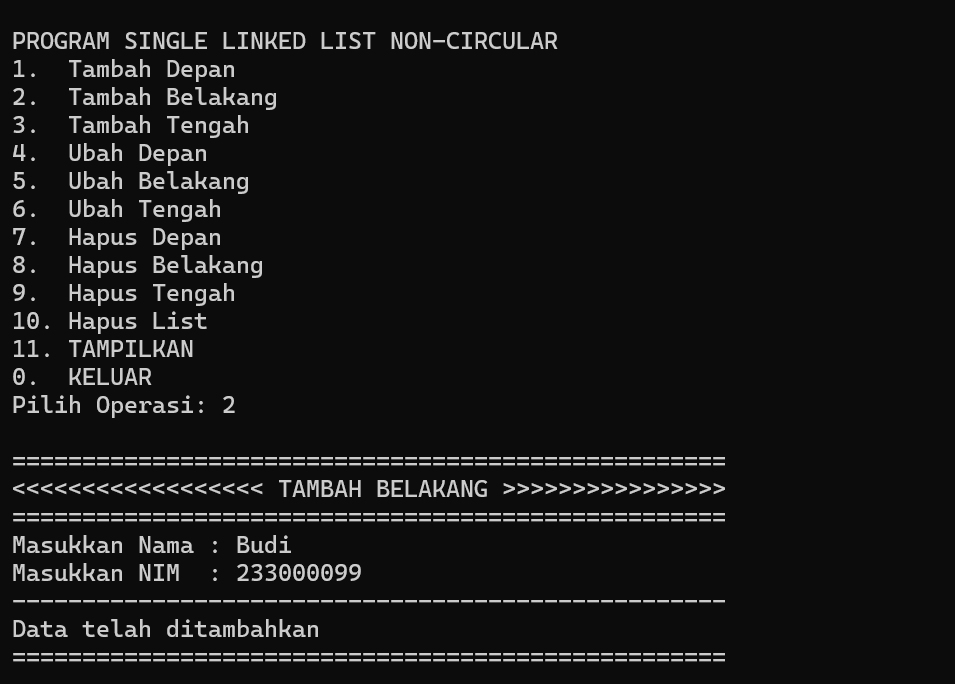 PROGRAM SINGLE LINKED LIST NON-CIRCULAR
1.  Tambah Depan
2.  Tambah Belakang
3.  Tambah Tengah
4.  Ubah Depan
5.  Ubah Belakang
6.  Ubah Tengah
7.  Hapus Depan
8.  Hapus Belakang
9.  Hapus Tengah
10. Hapus List
11. TAMPILKAN
0.  KELUAR
Pilih Operasi: 2
===================================================
<<<<<<<<<<<<<<<<<< TAMBAH BELAKANG >>>>>>>>>>>>>>>>
===================================================
Masukkan Nama : Budi
Masukkan NIM  : 233000099
---------------------------------------------------
Data telah ditambahkan
===================================================